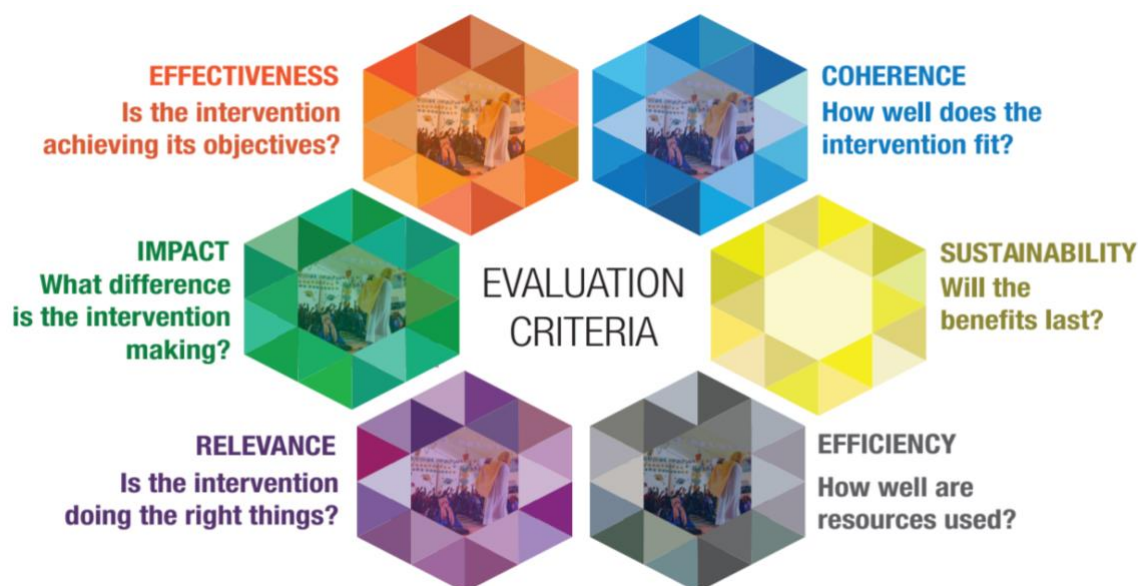 EFFECTIVENESS
Is the intervention
achieving its objectives?
COHERENCE
How well does the
intervention fit?
IMPACT
What difference
is the intervention
making?
EVALUATION
CRITERIA
SUSTAINABILITY
Will the
benefits last?
RELEVANCE
Is the intervention
doing the right things?
EFFICIENCY
How well are
resources used?